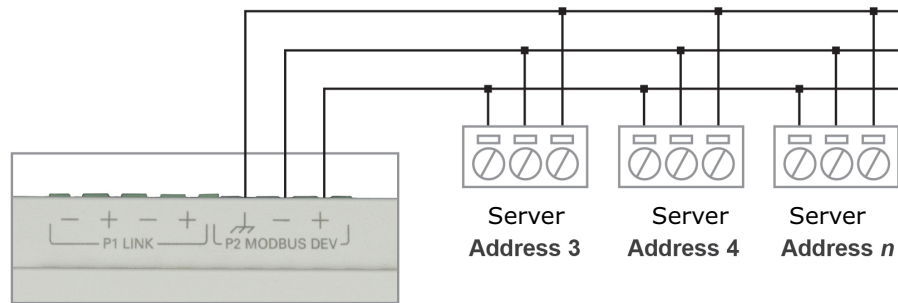 Server Server Server
Address 3 Address 4 Address n
− + − + − +
P1 LINK P2 MODBUS DEV